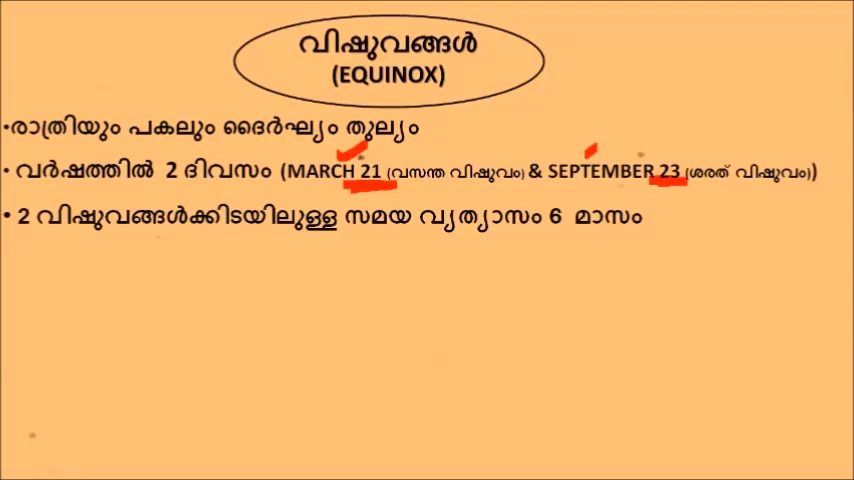 വിഷുവങ്ങൾ
(EQUINOX)
•രാത്രിയും പകലും ദൈർഘ്യം തുല്യം
• വർഷത്തിൽ 2 ദിവസം (MARCH 21 (വസന്ത വിഷുവം) & SEPTEMBER 23 (ശരത് വിഷുവം))
• 2 വിഷുവങ്ങൾക്കിടയിലുള്ള സമയ വ്യത്യാസം 6 മാസം